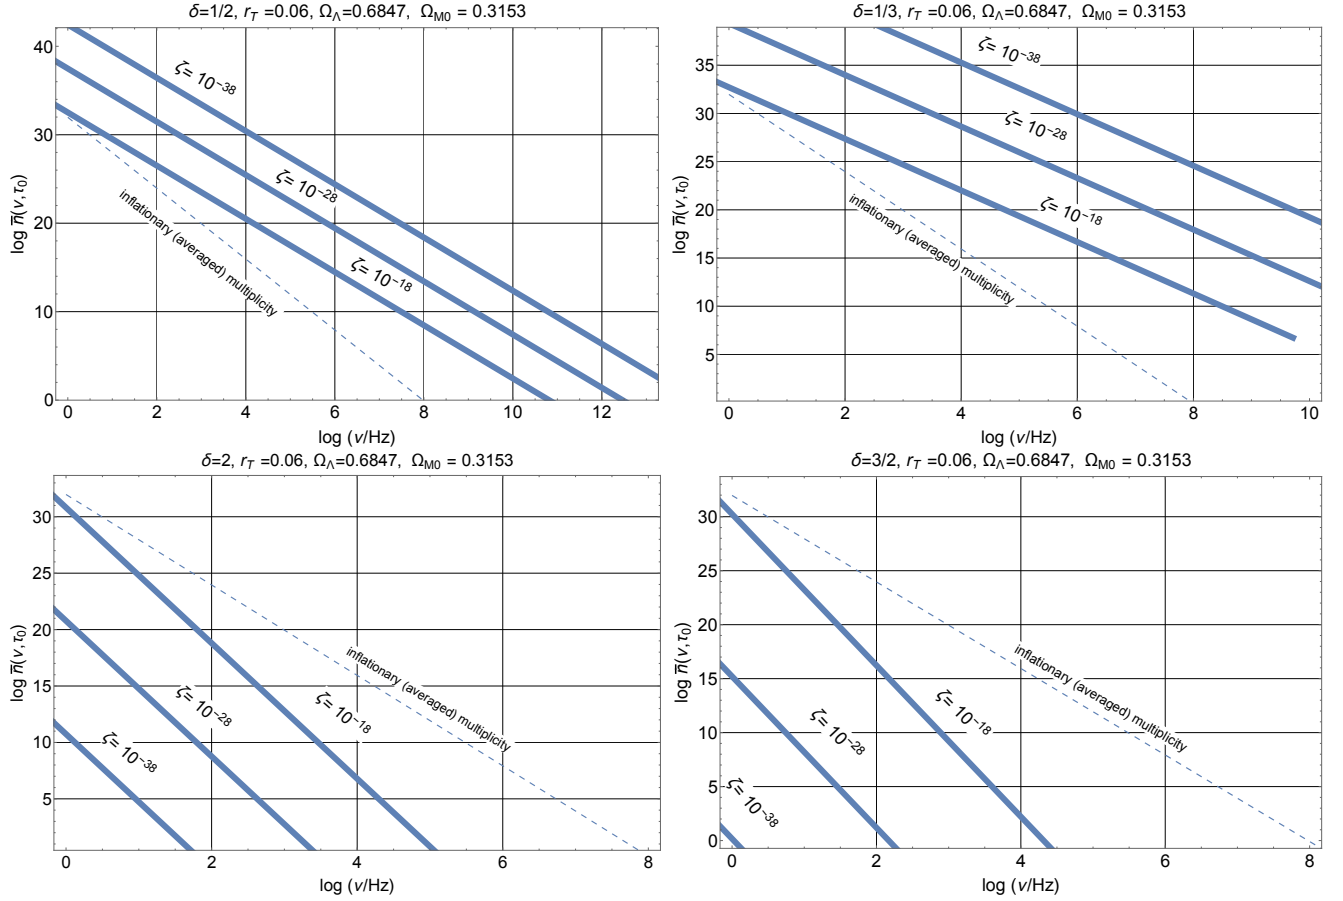 δ=1/2, r_T =0.06, Ω_Λ=0.6847, Ω_M0 = 0.3153
40
30
20
10
0
log n̅(ν,τ₀)
ζ= 10⁻³⁸
ζ= 10⁻²⁸
ζ= 10⁻¹⁸
inflationary (averaged) multiplicity
0 2 4 6 8 10 12
log (ν/Hz)
δ=1/3, r_T =0.06, Ω_Λ=0.6847, Ω_M0 = 0.3153
35
30
25
20
15
10
5
log n̅(ν,τ₀)
ζ= 10⁻³⁸
ζ= 10⁻²⁸
ζ= 10⁻¹⁸
inflationary (averaged) multiplicity
0 2 4 6 8 10
log (ν/Hz)
δ=2, r_T =0.06, Ω_Λ=0.6847, Ω_M0 = 0.3153
30
25
20
15
10
5
log n̅(ν,τ₀)
inflationary (averaged) multiplicity
ζ= 10⁻¹⁸
ζ= 10⁻²⁸
ζ= 10⁻³⁸
0 2 4 6 8
log (ν/Hz)
δ=3/2, r_T =0.06, Ω_Λ=0.6847, Ω_M0 = 0.3153
30
25
20
15
10
5
0
log n̅(ν,τ₀)
inflationary (averaged) multiplicity
ζ= 10⁻¹⁸
ζ= 10⁻²⁸
ζ= 10⁻³⁸
0 2 4 6 8
log (ν/Hz)